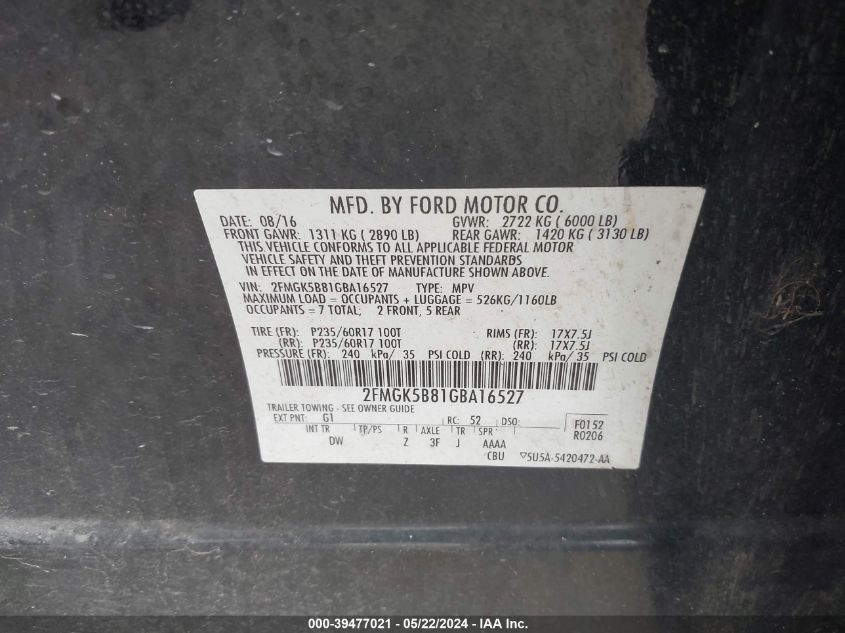 MFD. BY FORD MOTOR CO.
DATE: 08/16 GVWR: 2722 KG ( 6000 LB)
FRONT GAWR: 1311 KG ( 2890 LB) REAR GAWR: 1420 KG ( 3130 LB)
THIS VEHICLE CONFORMS TO ALL APPLICABLE FEDERAL MOTOR
VEHICLE SAFETY AND THEFT PREVENTION STANDARDS
IN EFFECT ON THE DATE OF MANUFACTURE SHOWN ABOVE.
VIN: 2FMGK5B81GBA16527 TYPE: MPV
MAXIMUM LOAD = OCCUPANTS + LUGGAGE = 526KG/1160LB
OCCUPANTS = 7 TOTAL; 2 FRONT, 5 REAR
TIRE (FR): P235/60R17 100T RIMS (FR): 17X7.5J
(RR): P235/60R17 100T (RR): 17X7.5J
PRESSURE (FR): 240 kPa/ 35 PSI COLD (RR): 240 kPa/ 35 PSI COLD
2FMGK5B81GBA16527
TRAILER TOWING - SEE OWNER GUIDE
EXT PNT: G1 RC: 52 DSO: F0152
INT TR TP/PS R AXLE TR SPR R0206
DW Z 3F J AAAA
CBU ▽5U5A-5420472-AA
000-39477021 - 05/22/2024 - IAA Inc.